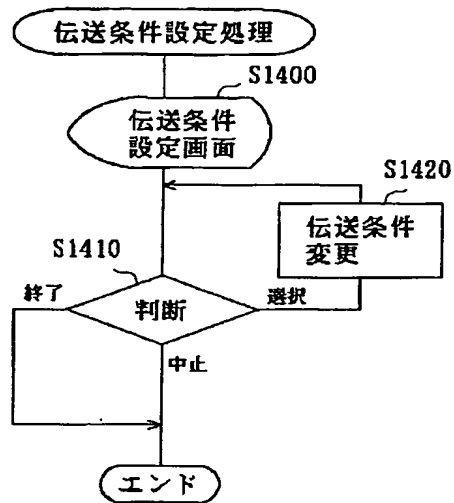 伝送条件設定処理
S1400
伝送条件
設定画面
S1420
伝送条件
変更
S1410
終了
判断
選択
中止
エンド